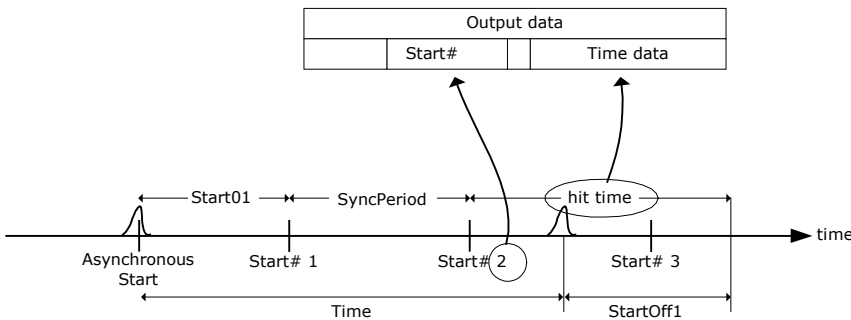 Output data
Start#
Time data
Start01
SyncPeriod
hit time
time
Asynchronous
Start
Start# 1
Start# 2
Start# 3
Time
StartOff1